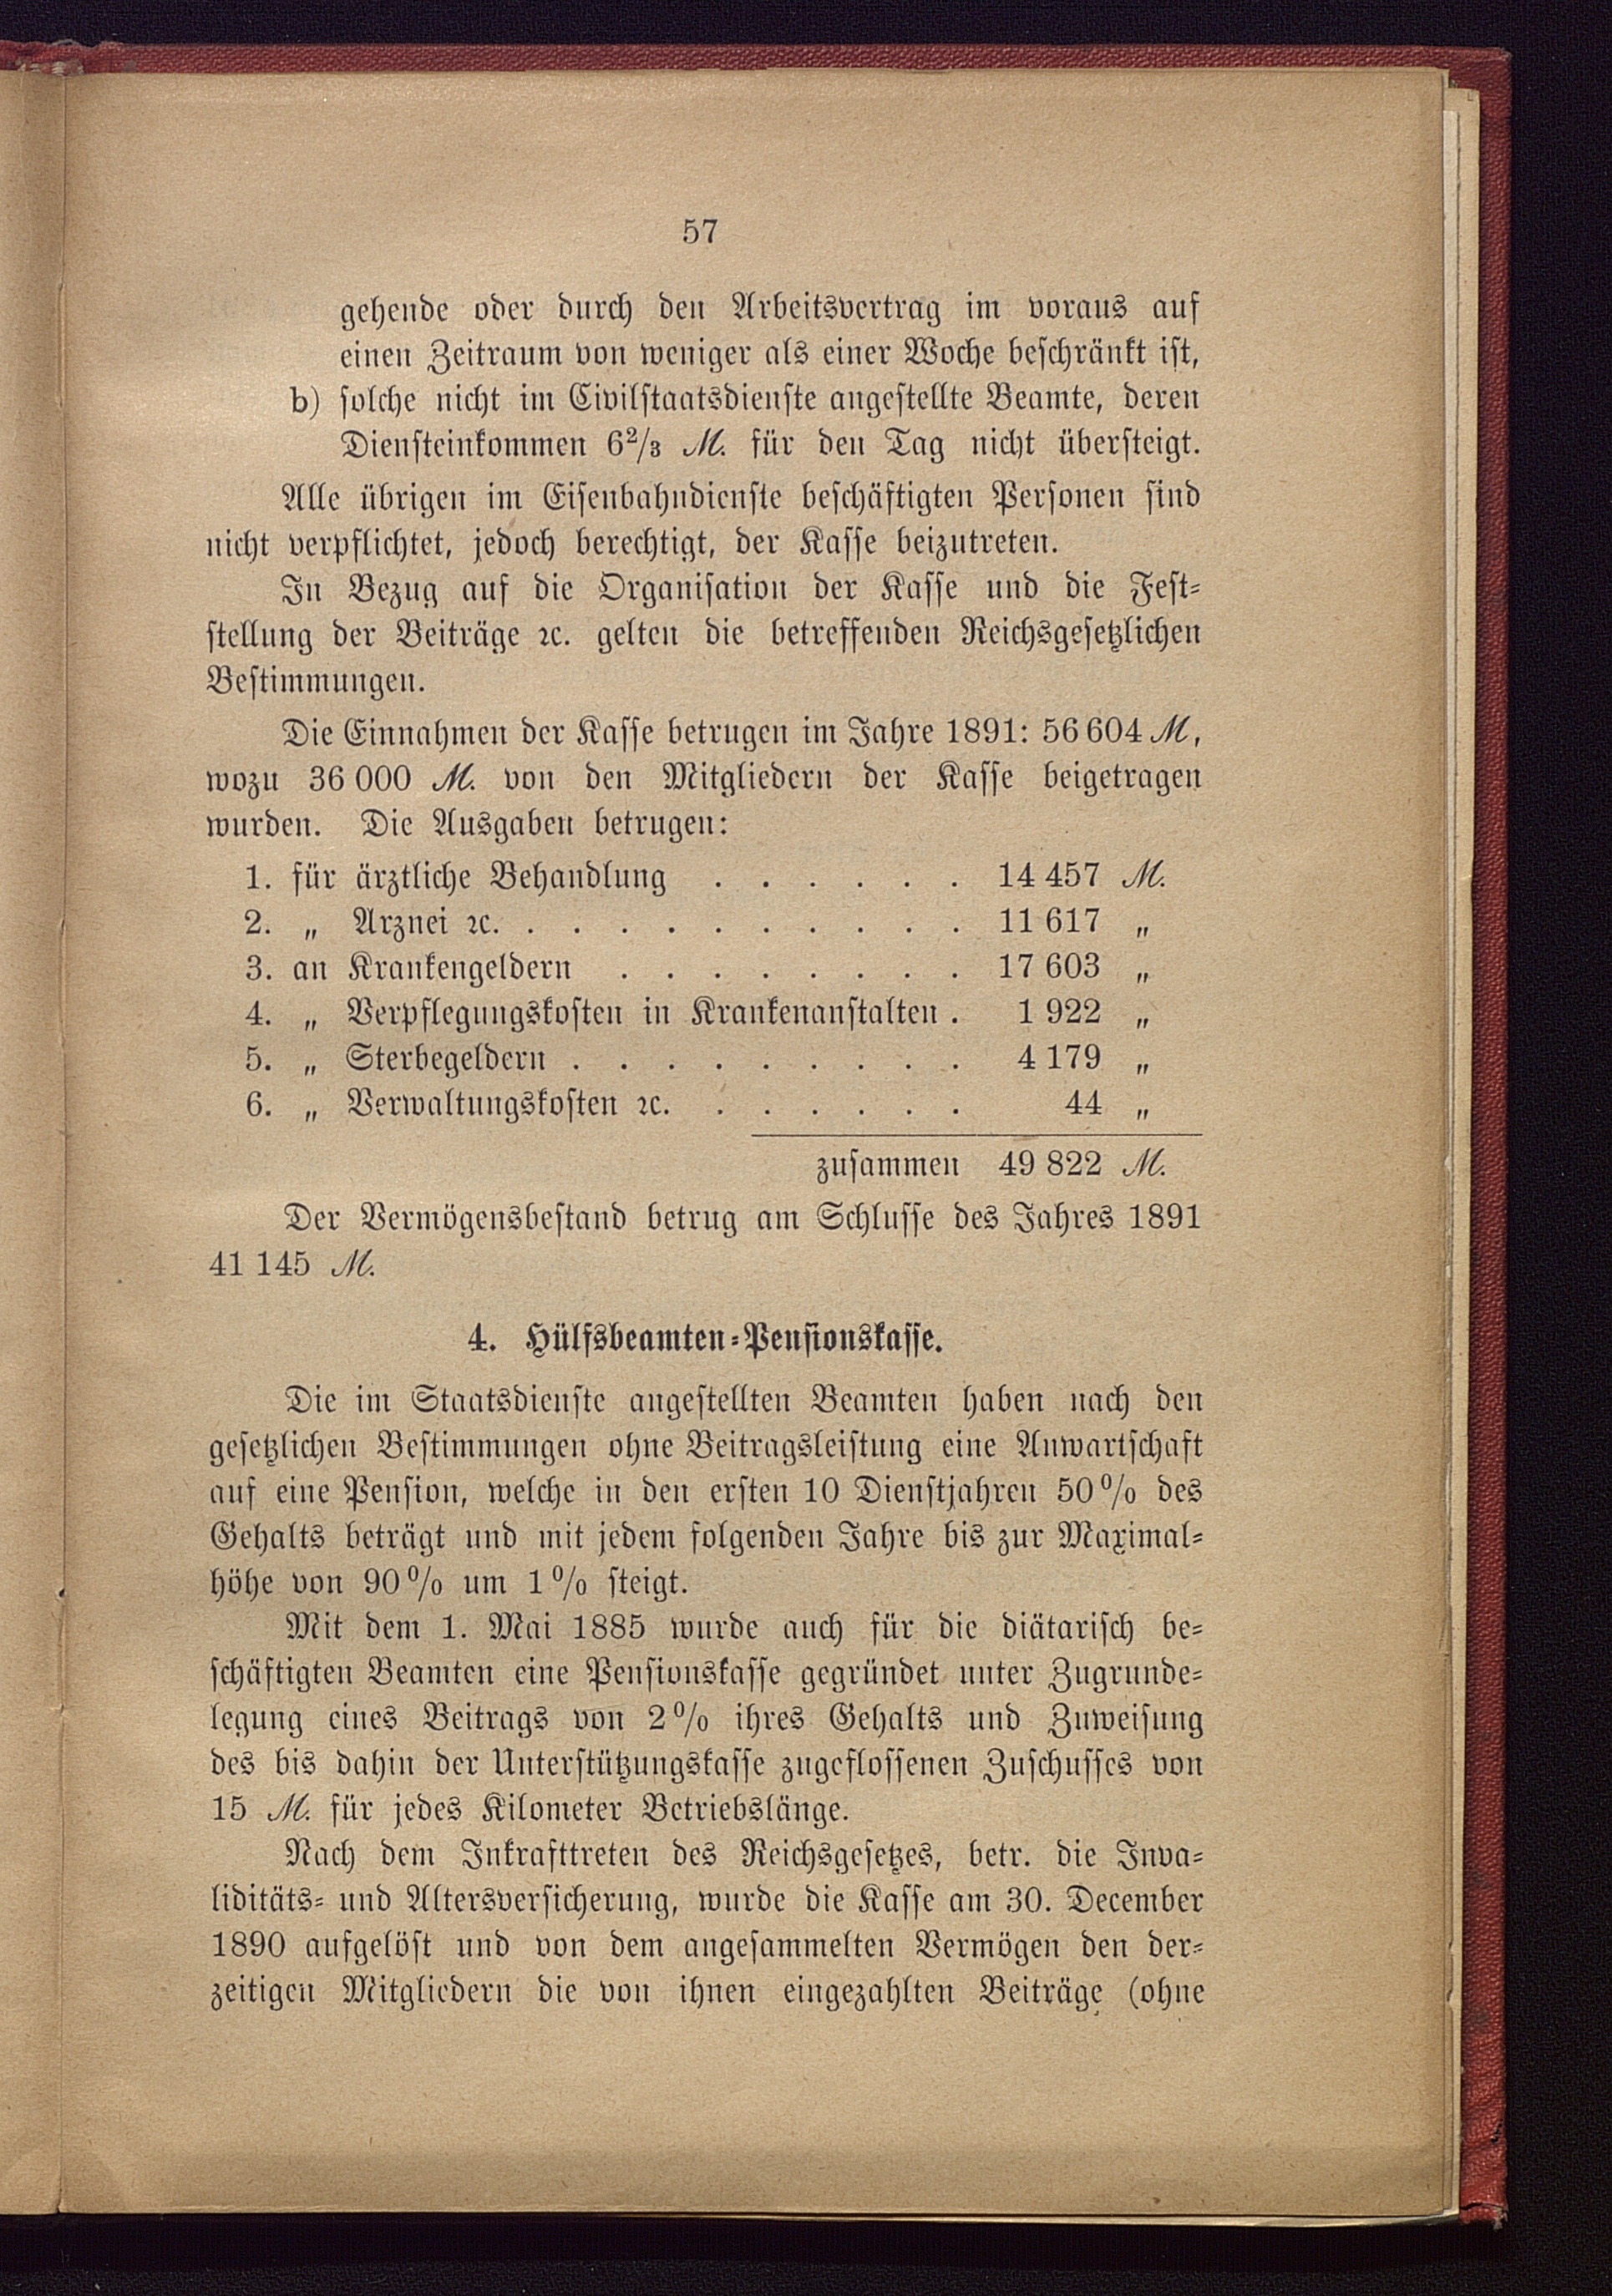 57
gehende oder durch den Arbeitsvertrag im voraus auf
einen Zeitraum von weniger als einer Woche beschränkt ist,
b) solche nicht im Civilstaatsdienste angestellte Beamte, deren
Diensteinkommen 6²/₃ M. für den Tag nicht übersteigt.
Alle übrigen im Eisenbahndienste beschäftigten Personen sind
nicht verpflichtet, jedoch berechtigt, der Kasse beizutreten.
In Bezug auf die Organisation der Kasse und die Fest-
stellung der Beiträge ꝛc. gelten die betreffenden Reichsgesetzlichen
Bestimmungen.
Die Einnahmen der Kasse betrugen im Jahre 1891: 56 604 M,
wozu 36 000 M. von den Mitgliedern der Kasse beigetragen
wurden. Die Ausgaben betrugen:
1. für ärztliche Behandlung . . . . . . 14 457 M.
2. „ Arznei ꝛc. . . . . . . . . . . 11 617 „
3. an Krankengeldern . . . . . . . . 17 603 „
4. „ Verpflegungskosten in Krankenanstalten . 1 922 „
5. „ Sterbegeldern . . . . . . . . . 4 179 „
6. „ Verwaltungskosten ꝛc. . . . . . . 44 „
zusammen 49 822 M.
Der Vermögensbestand betrug am Schlusse des Jahres 1891
41 145 M.
4. Hülfsbeamten-Pensionskasse.
Die im Staatsdienste angestellten Beamten haben nach den
gesetzlichen Bestimmungen ohne Beitragsleistung eine Anwartschaft
auf eine Pension, welche in den ersten 10 Dienstjahren 50% des
Gehalts beträgt und mit jedem folgenden Jahre bis zur Maximal-
höhe von 90% um 1% steigt.
Mit dem 1. Mai 1885 wurde auch für die diätarisch be-
schäftigten Beamten eine Pensionskasse gegründet unter Zugrunde-
legung eines Beitrags von 2% ihres Gehalts und Zuweisung
des bis dahin der Unterstützungskasse zugeflossenen Zuschusses von
15 M. für jedes Kilometer Betriebslänge.
Nach dem Inkrafttreten des Reichsgesetzes, betr. die Inva-
liditäts- und Altersversicherung, wurde die Kasse am 30. December
1890 aufgelöst und von dem angesammelten Vermögen den der-
zeitigen Mitgliedern die von ihnen eingezahlten Beiträge (ohne